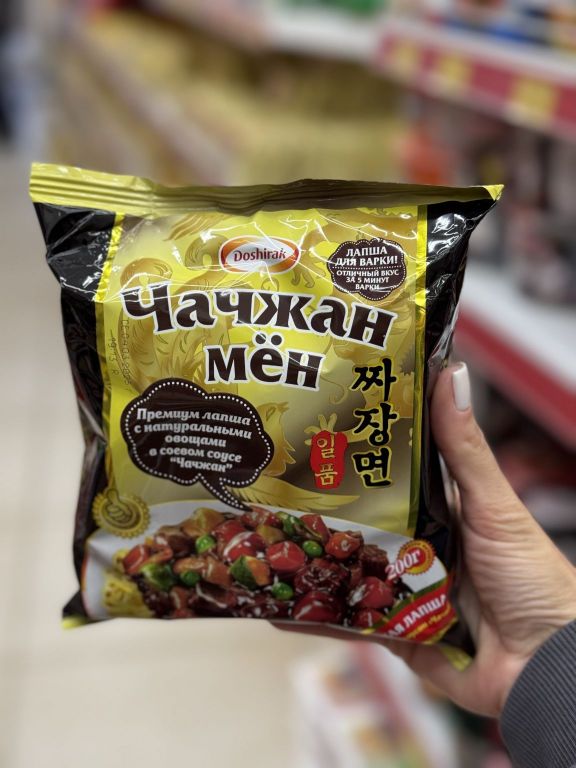 Doshirak
ЛАПША
ДЛЯ ВАРКИ!
ОТЛИЧНЫЙ ВКУС
ЗА 5 МИНУТ
ВАРКИ
Чачжан
мён
짜장면
일품
Премиум лапша
с натуральными
овощами
в соевом соусе
"Чачжан"
200г
ЛАПША